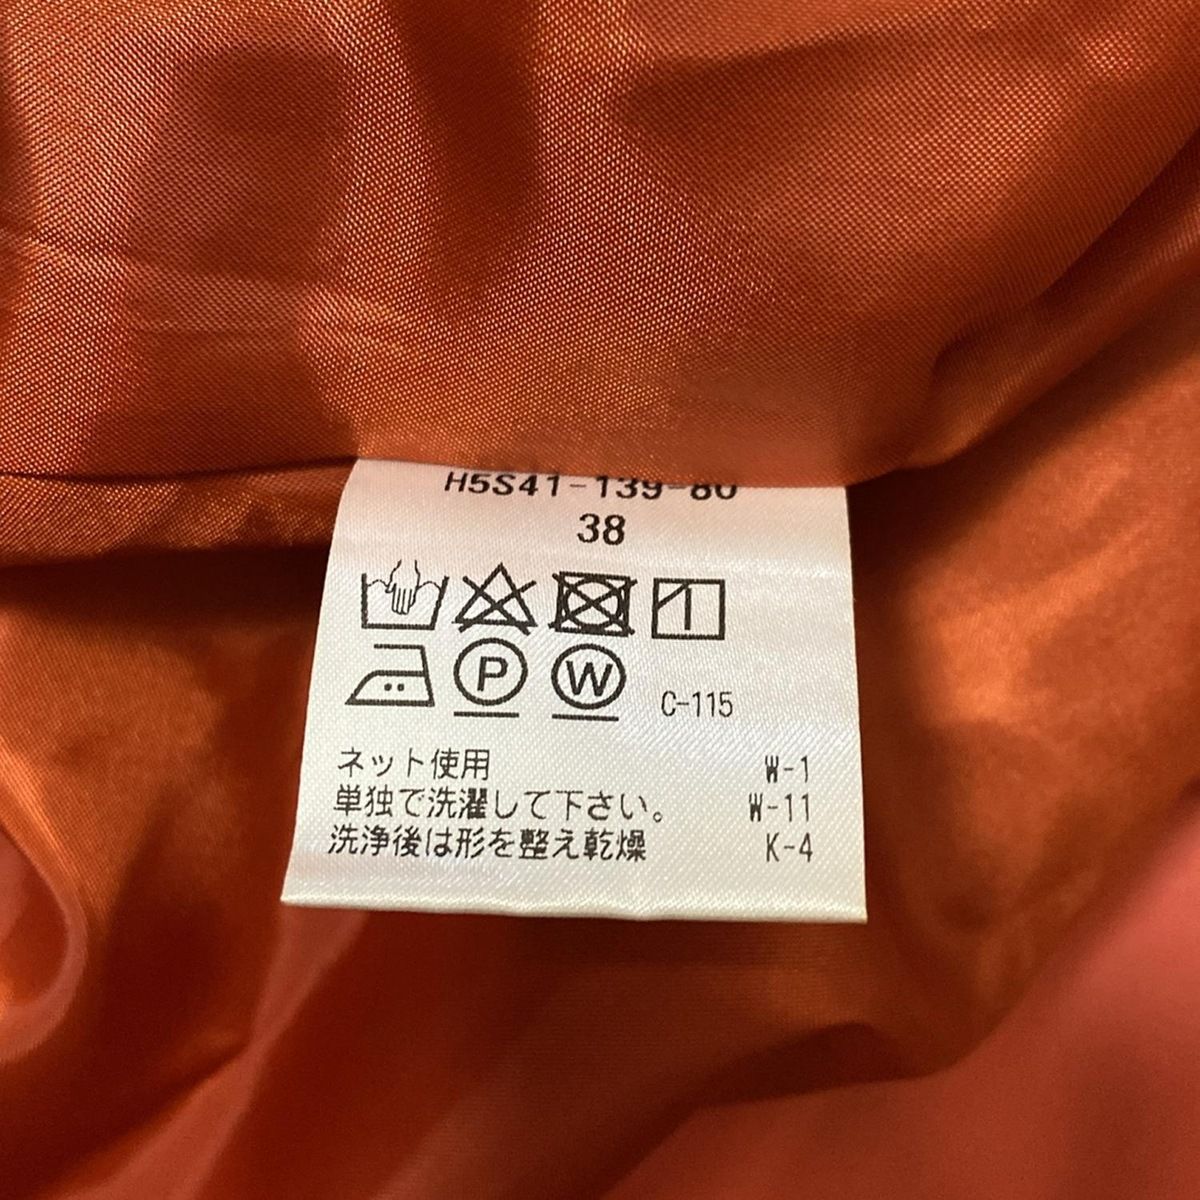 H5S41-139-80
38
P W C-115
ネット使用 W-1
単独で洗濯して下さい。 W-11
洗浄後は形を整え乾燥 K-4